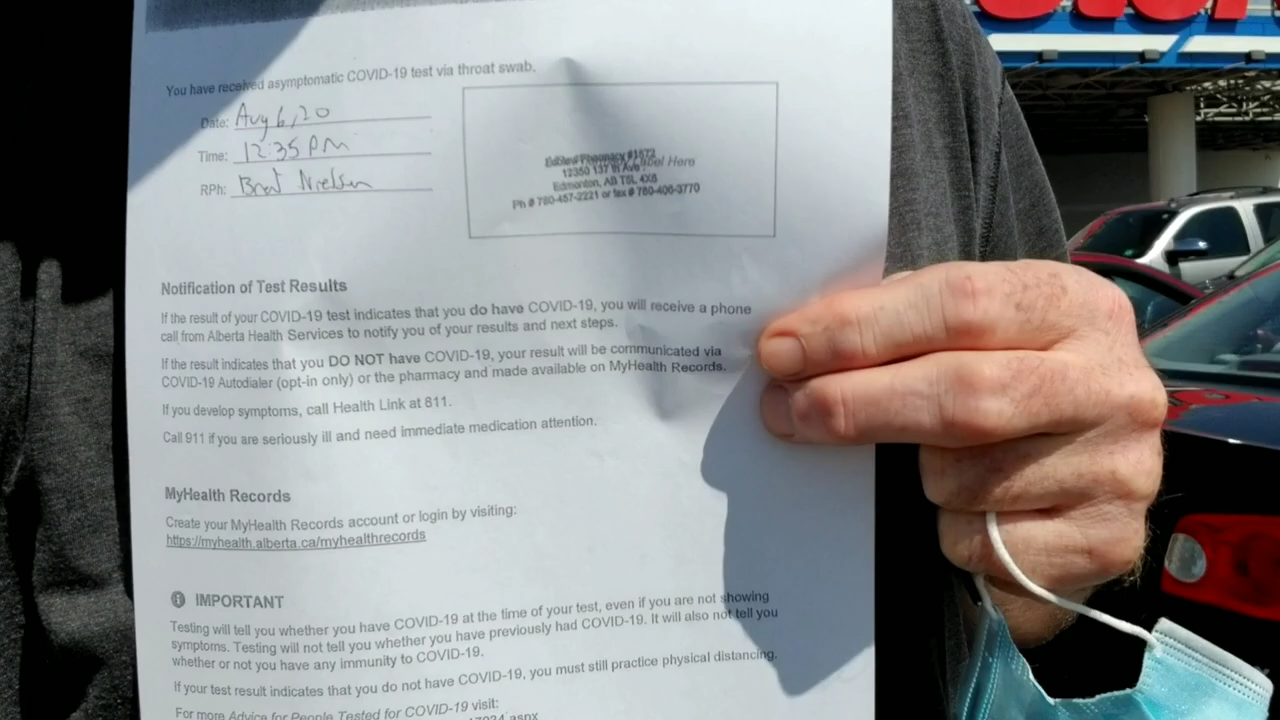 You have received asymptomatic COVID-19 test via throat swab.
Date: Aug 6, 20
Time: 12:35 PM
RPh: Brent Nielsen
Pharmacy #1572
Label Here
12350 137 th Ave
Edmonton, AB T5L 4X6
Ph # 780-457-2221 or fax # 780-406-3770
Notification of Test Results
If the result of your COVID-19 test indicates that you do have COVID-19, you will receive a phone
call from Alberta Health Services to notify you of your results and next steps.
If the result indicates that you DO NOT have COVID-19, your result will be communicated via
COVID-19 Autodialer (opt-in only) or the pharmacy and made available on MyHealth Records.
If you develop symptoms, call Health Link at 811.
Call 911 if you are seriously ill and need immediate medication attention.
MyHealth Records
Create your MyHealth Records account or login by visiting:
https://myhealth.alberta.ca/myhealthrecords
IMPORTANT
Testing will tell you whether you have COVID-19 at the time of your test, even if you are not showing
symptoms. Testing will not tell you whether you have previously had COVID-19. It will also not tell you
whether or not you have any immunity to COVID-19.
If your test result indicates that you do not have COVID-19, you must still practice physical distancing.
For more Advice for People Tested for COVID-19 visit: